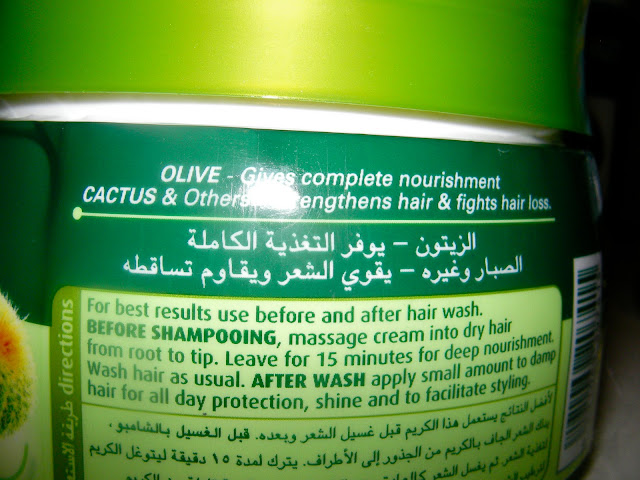 OLIVE - Gives complete nourishment
CACTUS & Others - Strengthens hair & fights hair loss.
الزيتون – يوفر التغذية الكاملة
الصبار وغيره – يقوي الشعر ويقاوم تساقطه
directions طريقة
For best results use before and after hair wash.
BEFORE SHAMPOOING, massage cream into dry hair
from root to tip. Leave for 15 minutes for deep nourishment.
Wash hair as usual. AFTER WASH apply small amount to damp
hair for all day protection, shine and to facilitate styling.
لأفضل النتائج يستعمل هذا الكريم قبل غسيل الشعر وبعده. قبل الغسيل بالشامبو ،
يدلك الشعر الجاف بالكريم من الجذور إلى الأطراف. يترك لمدة ١٥ دقيقة ليتوغل الكريم